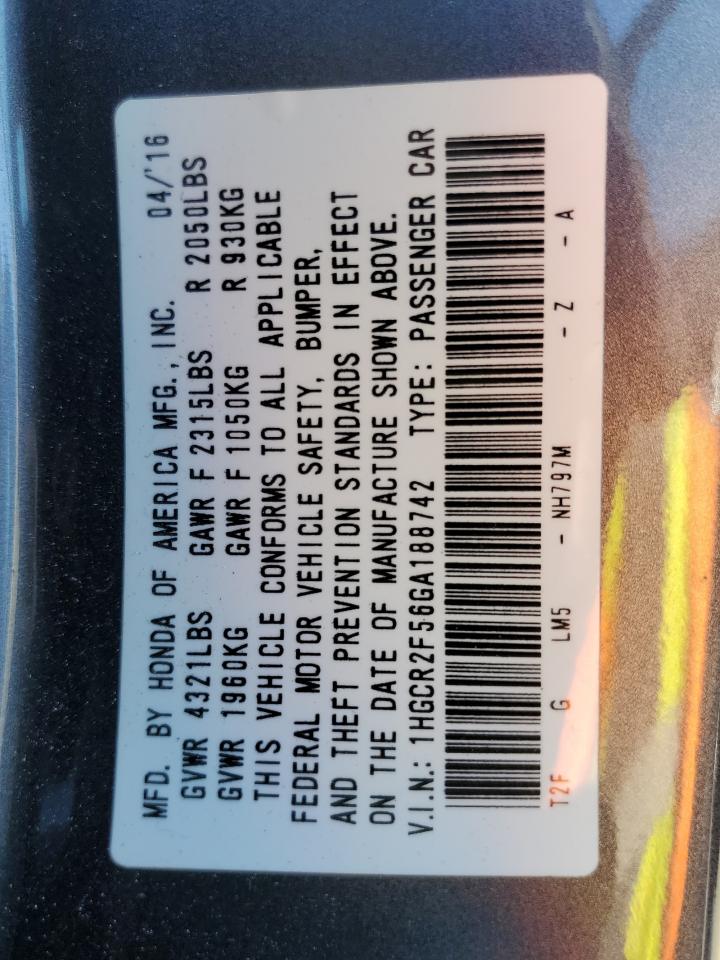 MFD. BY HONDA OF AMERICA MFG., INC. 04/'16
GVWR 4321LBS GAWR F 2315LBS R 2050LBS
GVWR 1960KG GAWR F 1050KG R 930KG
THIS VEHICLE CONFORMS TO ALL APPLICABLE
FEDERAL MOTOR VEHICLE SAFETY, BUMPER,
AND THEFT PREVENTION STANDARDS IN EFFECT
ON THE DATE OF MANUFACTURE SHOWN ABOVE.
V.I.N.: 1HGCR2F56GA188742 TYPE: PASSENGER CAR
T2F G LM5 - NH797M - Z - A